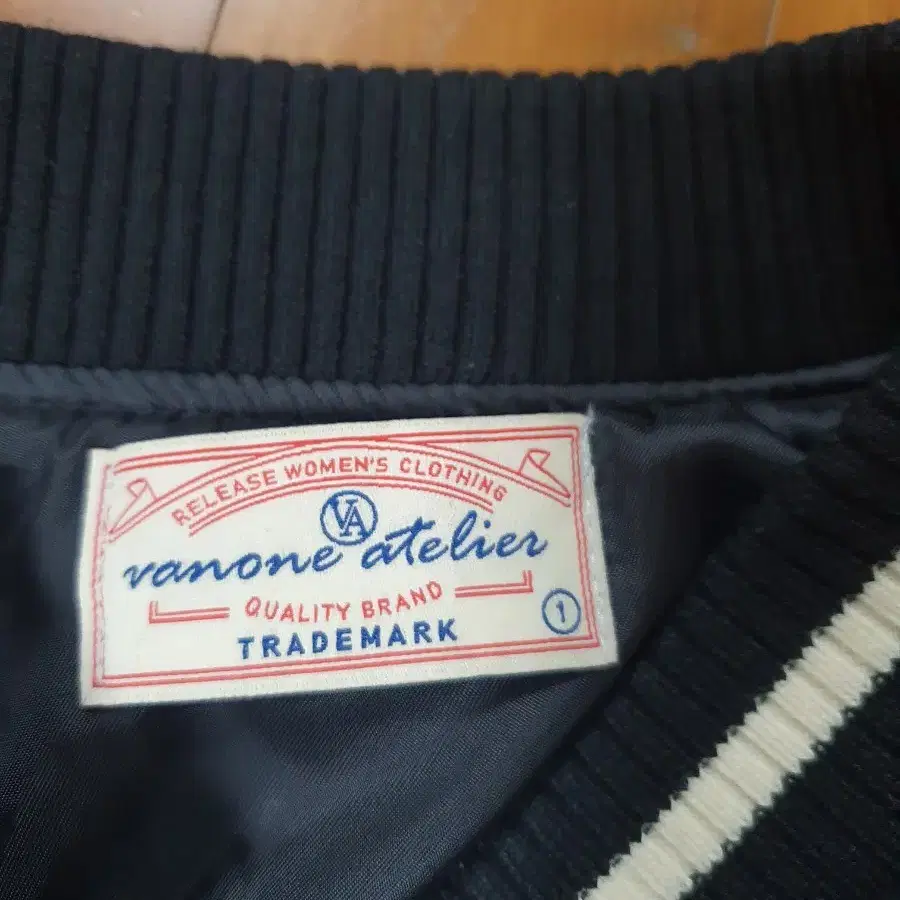 RELEASE WOMEN'S CLOTHING
VA
vanone atelier
QUALITY BRAND
TRADEMARK
1